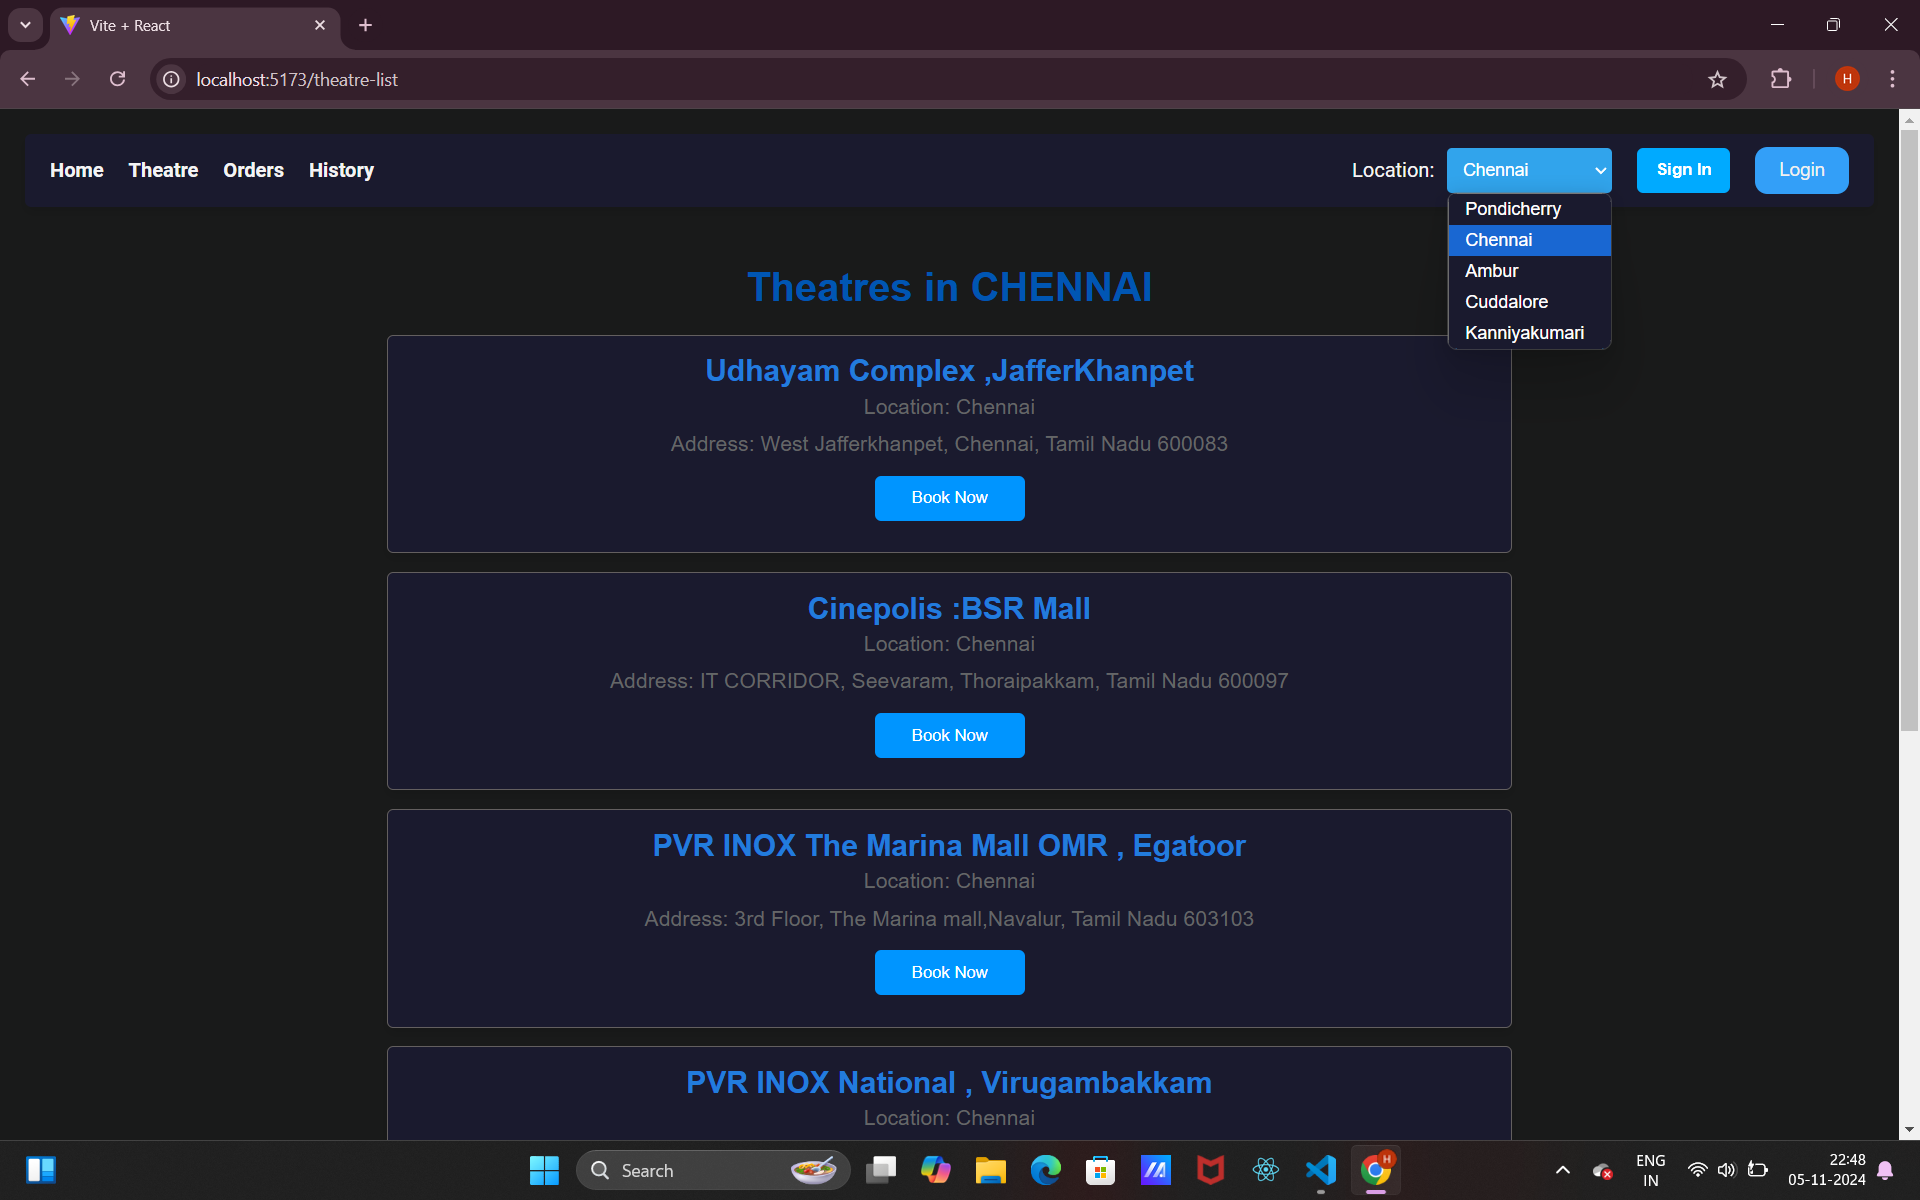 Vite + React
localhost:5173/theatre-list
H
Home Theatre Orders History Location: Chennai Sign In Login
Pondicherry
Chennai
Ambur
Cuddalore
Kanniyakumari
Theatres in CHENNAI
Udhayam Complex ,JafferKhanpet
Location: Chennai
Address: West Jafferkhanpet, Chennai, Tamil Nadu 600083
Book Now
Cinepolis :BSR Mall
Location: Chennai
Address: IT CORRIDOR, Seevaram, Thoraipakkam, Tamil Nadu 600097
Book Now
PVR INOX The Marina Mall OMR , Egatoor
Location: Chennai
Address: 3rd Floor, The Marina mall,Navalur, Tamil Nadu 603103
Book Now
PVR INOX National , Virugambakkam
Location: Chennai
Search
H
ENG
IN
22:48
05-11-2024